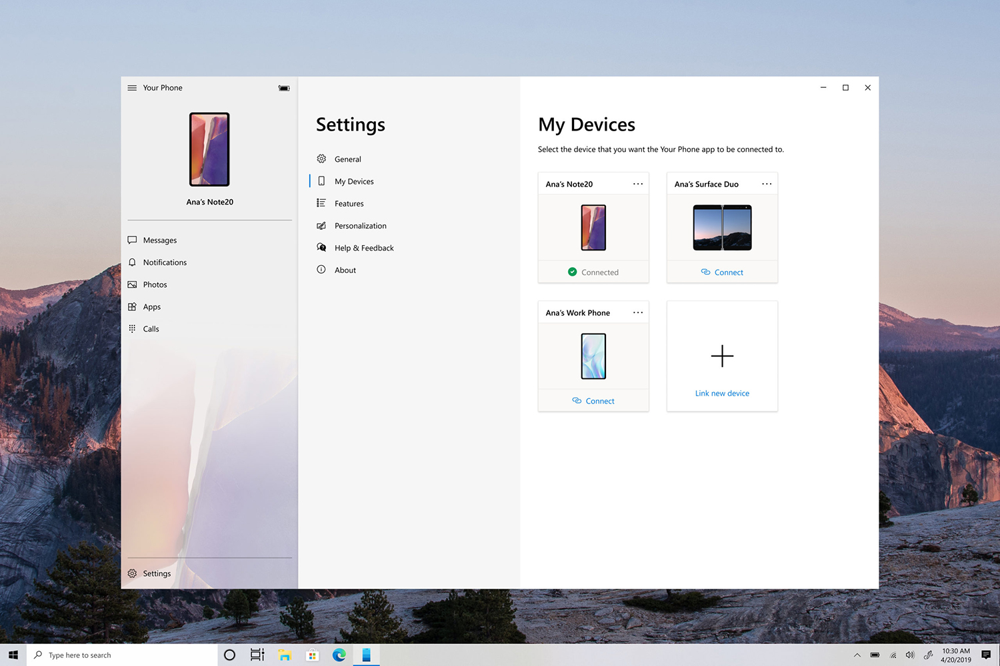 Your Phone
Ana's Note20
Messages
Notifications
Photos
Apps
Calls
Settings
Settings
General
My Devices
Features
Personalization
Help & Feedback
About
My Devices
Select the device that you want the Your Phone app to be connected to.
Ana's Note20
Connected
Ana's Surface Duo
Connect
Ana's Work Phone
Connect
Link new device
Type here to search
10:30 AM
4/20/2019